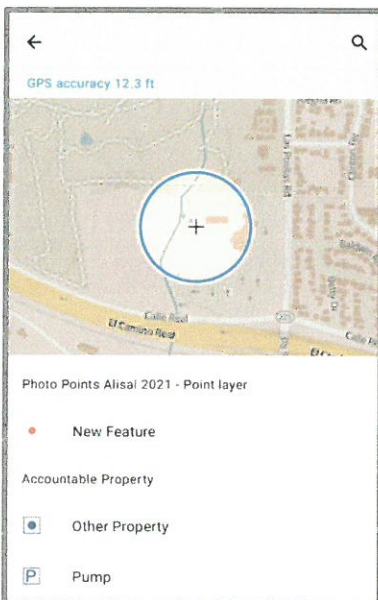 GPS accuracy 12.3 ft
Calle Real
El Camino Real
Calle
Photo Points Alisal 2021 - Point layer
New Feature
Accountable Property
Other Property
P
Pump